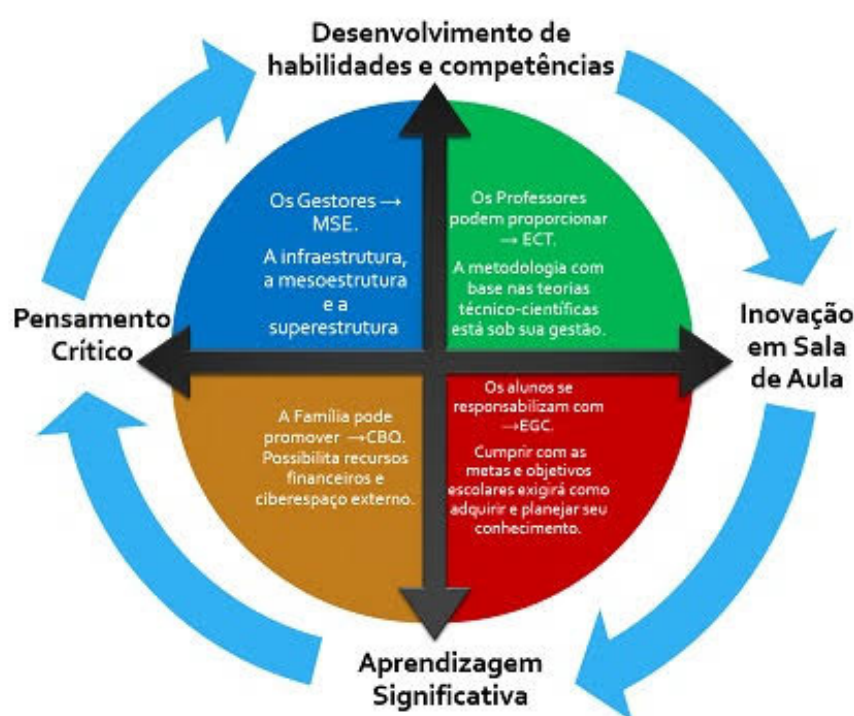 Desenvolvimento de
habilidades e competências
Os Gestores →
MSE.
A infraestrutura,
a mesoestrutura
e a
superestrutura
Os Professores
podem proporcionar
→ ECT.
A metodologia com
base nas teorias
técnico-científicas
está sob sua gestão.
Pensamento
Crítico
Inovação
em Sala
de Aula
A Família pode
promover →CBQ.
Possibilita recursos
financeiros e
ciberespaço externo.
Os alunos se
responsabilizam com
→EGC.
Cumprir com as
metas e objetivos
escolares exigirá como
adquirir e planejar seu
conhecimento.
Aprendizagem
Significativa